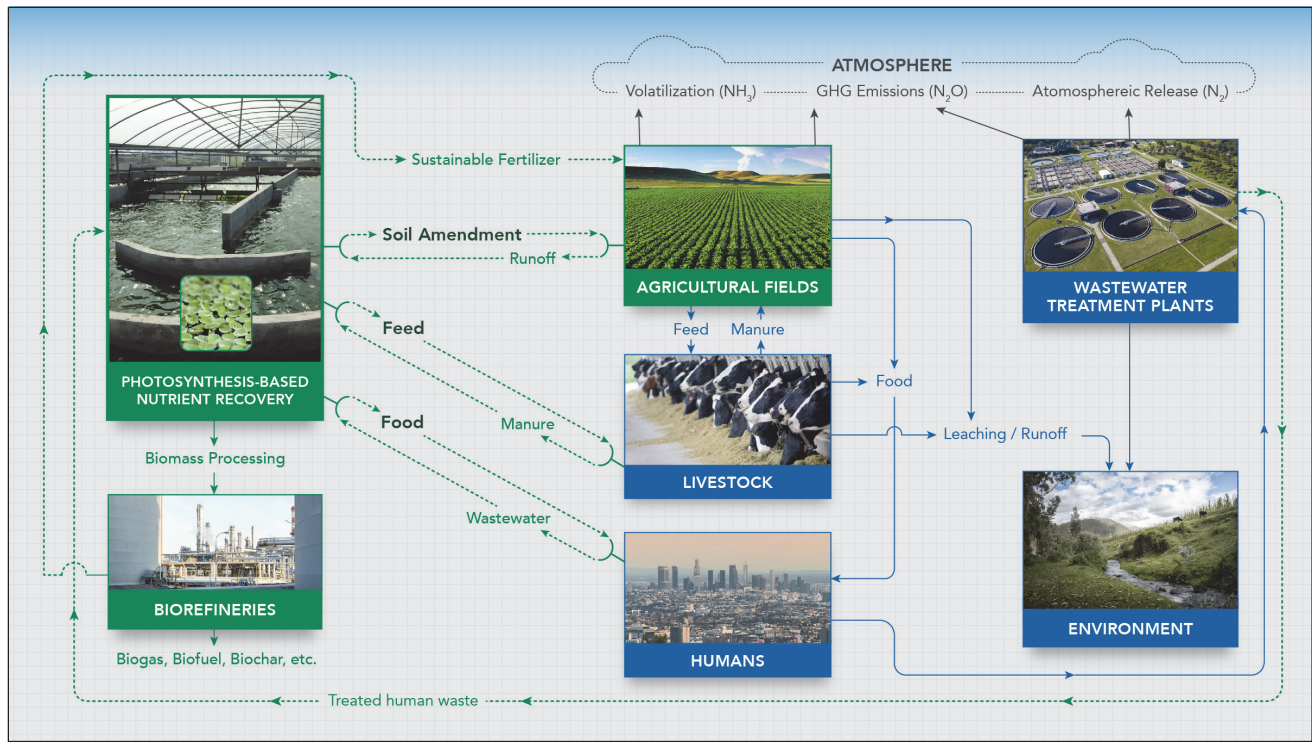 ATMOSPHERE
Volatilization (NH₃)
GHG Emissions (N₂O)
Atomosphereic Release (N₂)
Sustainable Fertilizer
Soil Amendment
Runoff
AGRICULTURAL FIELDS
WASTEWATER
TREATMENT PLANTS
Feed
Feed
Manure
PHOTOSYNTHESIS-BASED
NUTRIENT RECOVERY
Food
Food
Manure
Leaching / Runoff
Biomass Processing
LIVESTOCK
Wastewater
BIOREFINERIES
ENVIRONMENT
Biogas, Biofuel, Biochar, etc.
HUMANS
Treated human waste